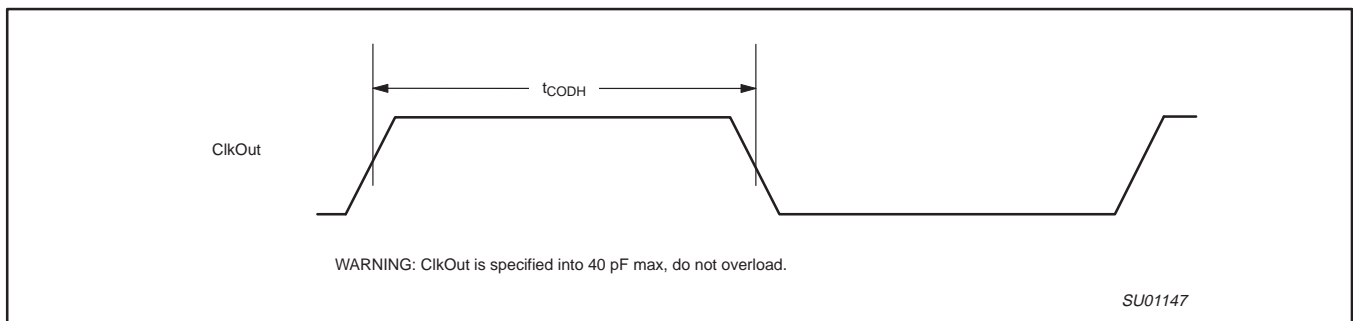 tCODH
ClkOut
WARNING: ClkOut is specified into 40 pF max, do not overload.
SU01147